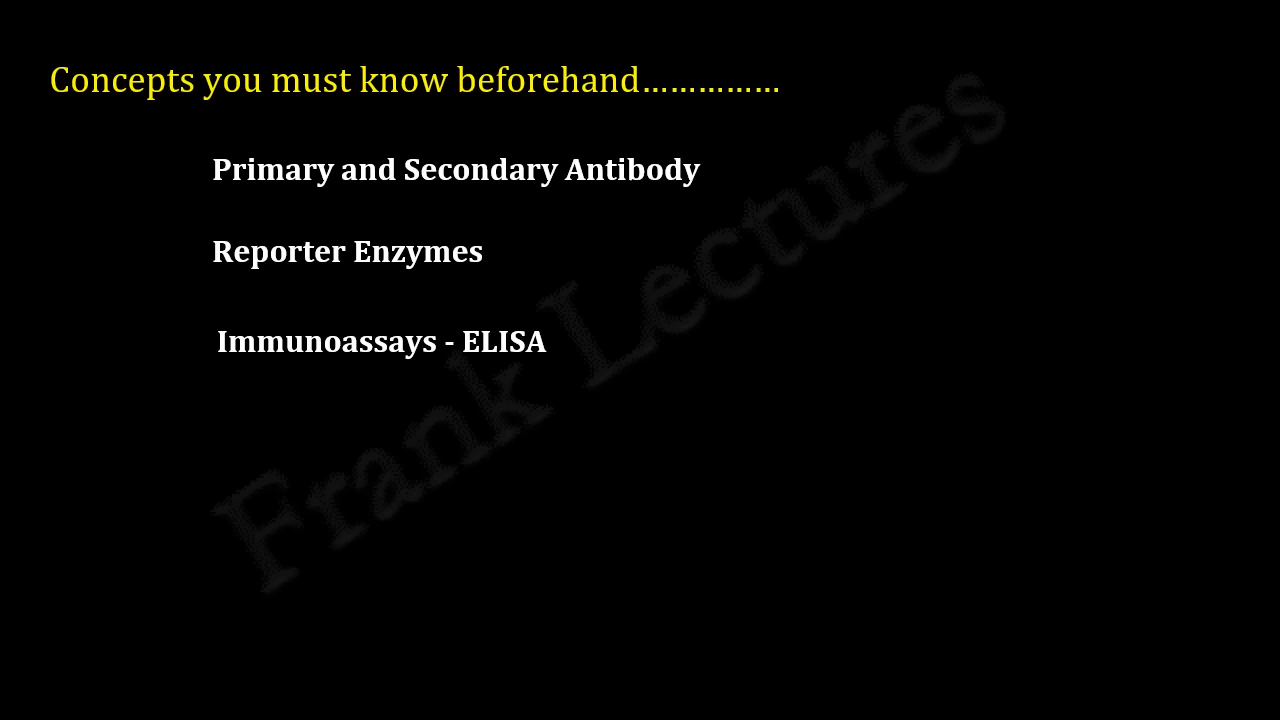 Concepts you must know beforehand……………
Primary and Secondary Antibody
Reporter Enzymes
Immunoassays - ELISA
Frank Lectures